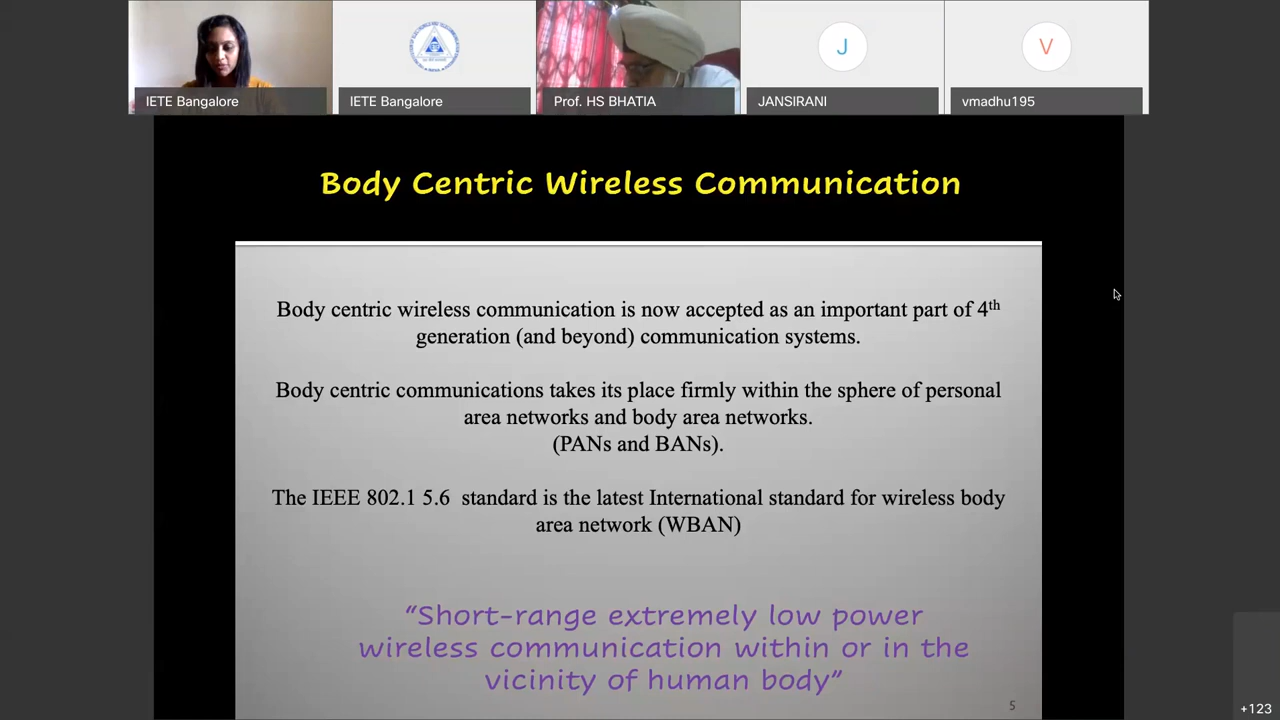 IETE Bangalore
IETE Bangalore
Prof. HS BHATIA
J
JANSIRANI
V
vmadhu195
Body Centric Wireless Communication
Body centric wireless communication is now accepted as an important part of 4th
generation (and beyond) communication systems.
Body centric communications takes its place firmly within the sphere of personal
area networks and body area networks.
(PANs and BANs).
The IEEE 802.1 5.6 standard is the latest International standard for wireless body
area network (WBAN)
“Short-range extremely low power
wireless communication within or in the
vicinity of human body”
5
+123